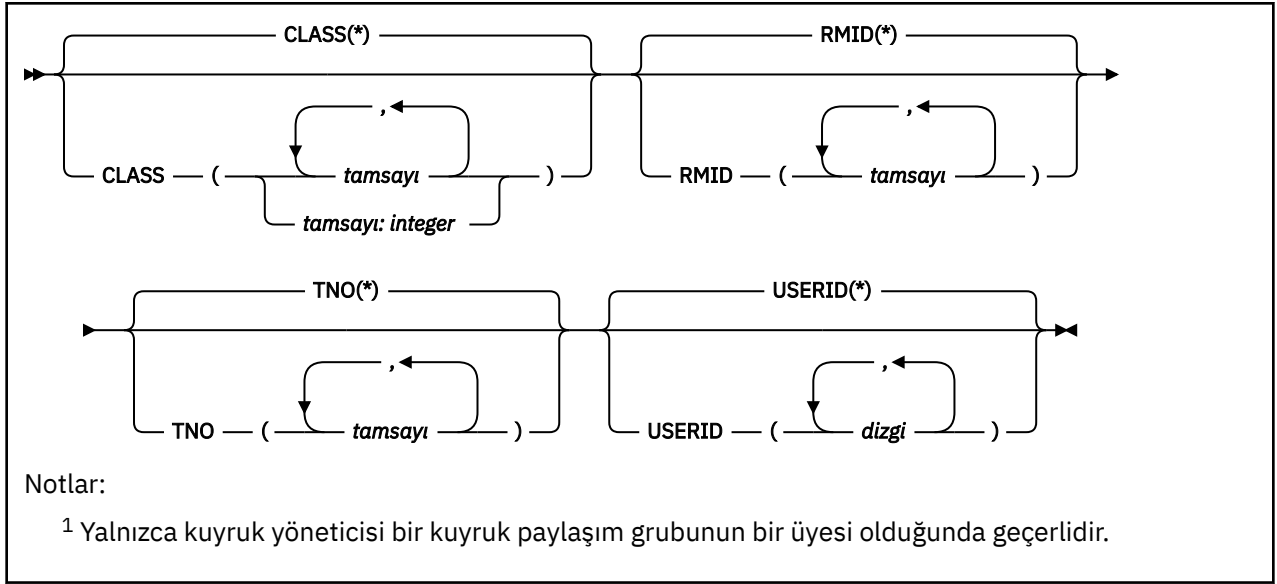 CLASS(*) RMID(*)
, ,
CLASS ( tamsayı ) RMID ( tamsayı )
tamsayı: integer
TNO(*) USERID(*)
, ,
TNO ( tamsayı ) USERID ( dizgi )
Notlar:
1 Yalnızca kuyruk yöneticisi bir kuyruk paylaşım grubunun bir üyesi olduğunda geçerlidir.